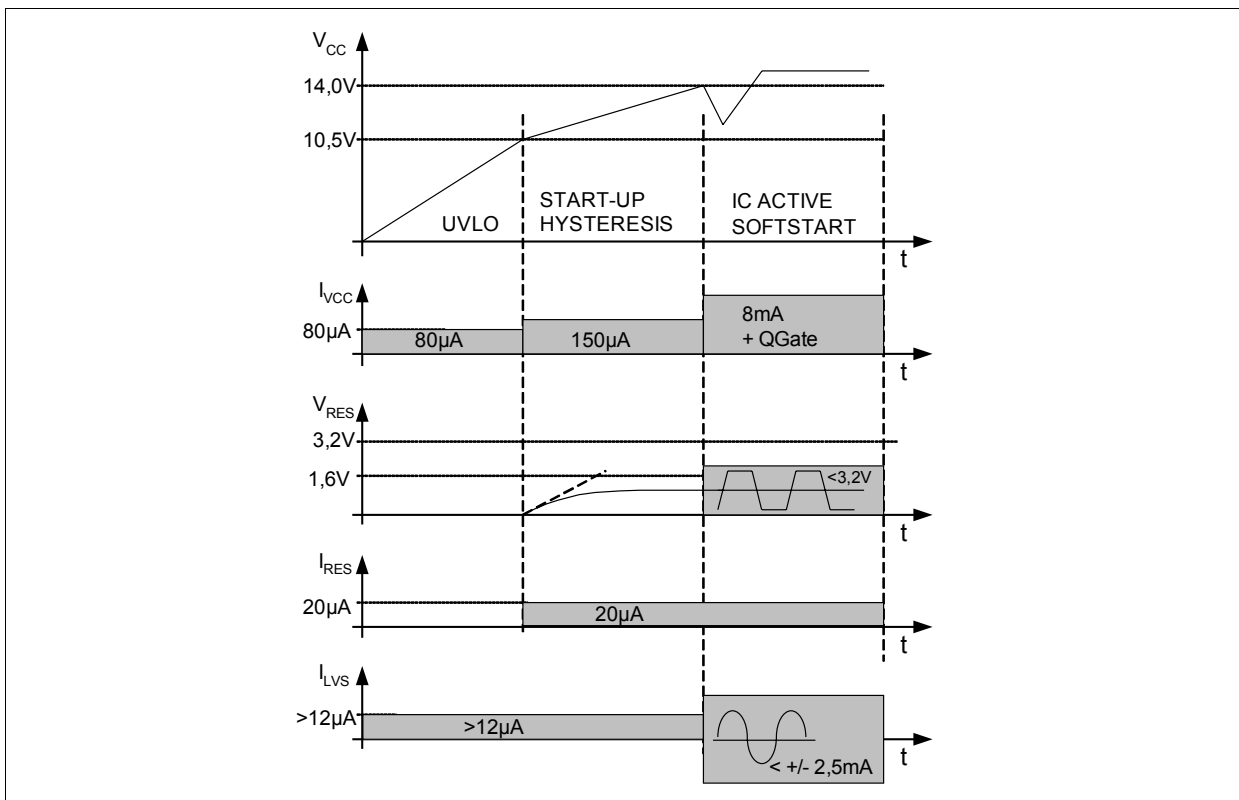 V_CC
14,0V
10,5V
UVLO
START-UP
HYSTERESIS
IC ACTIVE
SOFTSTART
t
I_VCC
80µA
80µA
150µA
8mA
+ QGate
t
V_RES
3,2V
1,6V
<3,2V
t
I_RES
20µA
20µA
t
I_LVS
>12µA
>12µA
< +/- 2,5mA
t